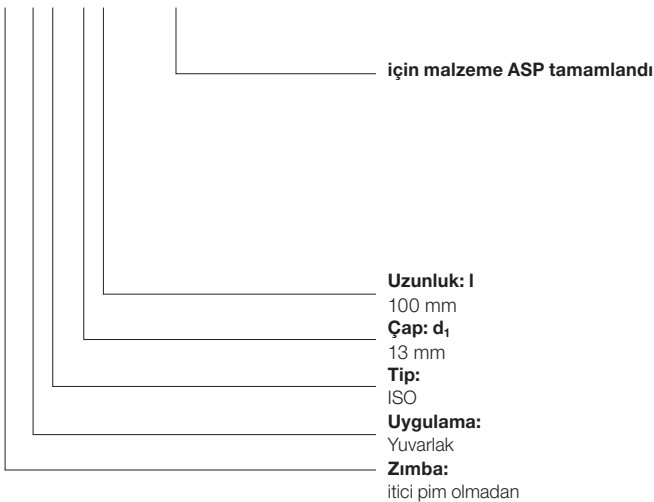 için malzeme ASP tamamlandı
Uzunluk: l
100 mm
Çap: d₁
13 mm
Tip:
ISO
Uygulama:
Yuvarlak
Zımba:
itici pim olmadan